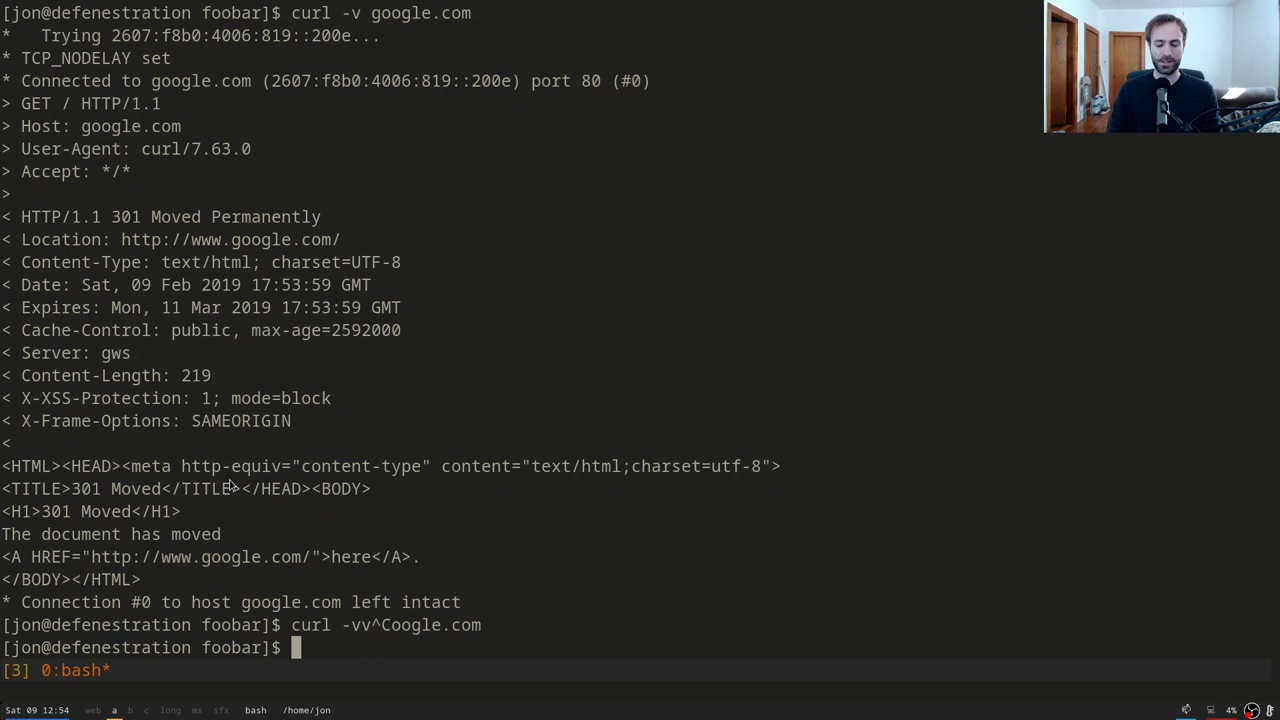 [jon@defenestration foobar]$ curl -v google.com
*   Trying 2607:f8b0:4006:819::200e...
* TCP_NODELAY set
* Connected to google.com (2607:f8b0:4006:819::200e) port 80 (#0)
> GET / HTTP/1.1
> Host: google.com
> User-Agent: curl/7.63.0
> Accept: */*
>
< HTTP/1.1 301 Moved Permanently
< Location: http://www.google.com/
< Content-Type: text/html; charset=UTF-8
< Date: Sat, 09 Feb 2019 17:53:59 GMT
< Expires: Mon, 11 Mar 2019 17:53:59 GMT
< Cache-Control: public, max-age=2592000
< Server: gws
< Content-Length: 219
< X-XSS-Protection: 1; mode=block
< X-Frame-Options: SAMEORIGIN
<
<HTML><HEAD><meta http-equiv="content-type" content="text/html;charset=utf-8">
<TITLE>301 Moved</TITLE></HEAD><BODY>
<H1>301 Moved</H1>
The document has moved
<A HREF="http://www.google.com/">here</A>.
</BODY></HTML>
* Connection #0 to host google.com left intact
[jon@defenestration foobar]$ curl -vv^Coogle.com
[jon@defenestration foobar]$
[3] 0:bash*
Sat 09 12:54 web a b c long mx sfx bash /home/jon 4%